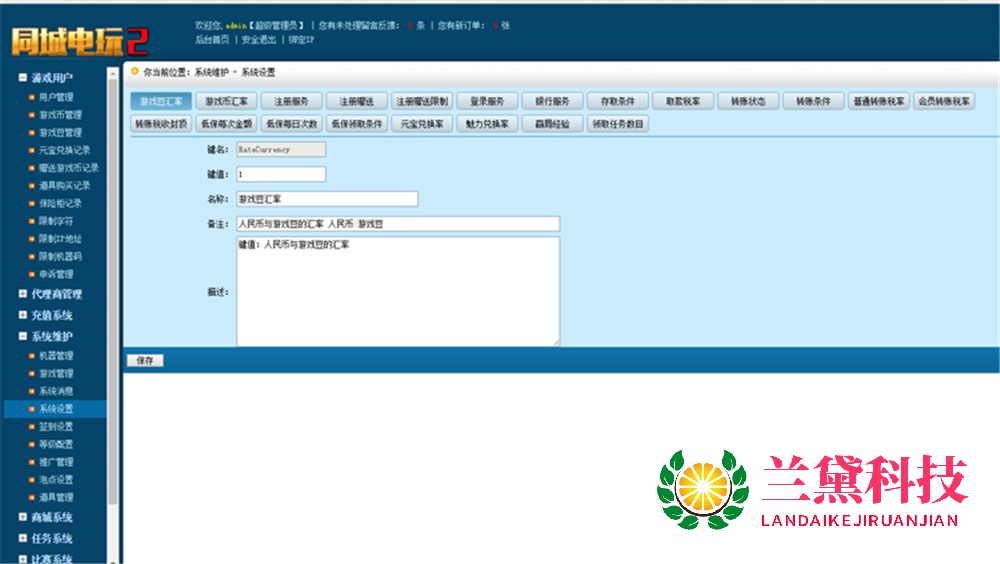 同城电玩2
欢迎您, admin【超级管理员】 | 您有未处理留言反馈: 0 条 | 您有新订单: 0 张
后台首页 | 安全退出 | 绑定IP
你当前位置: 系统维护 - 系统设置
游戏用户
用户管理
游戏币管理
游戏豆管理
元宝兑换记录
赠送游戏币记录
道具购买记录
保险柜记录
限制字符
限制IP地址
限制机器码
申诉管理
代理商管理
充值系统
系统维护
机器管理
游戏管理
系统消息
系统设置
签到设置
等级配置
推广管理
泡点设置
道具管理
商城系统
任务系统
比赛系统
游戏豆汇率 游戏币汇率 注册服务 注册赠送 注册赠送限制 登录服务 银行服务 存取条件 取款税率 转账状态 转账条件 普通转账税率 会员转账税率
转账税收封顶 低保每次金额 低保每日次数 低保领取条件 元宝兑换率 魅力兑换率 赢局经验 领取任务数目
键名: RateCurrency
键值: 1
名称: 游戏豆汇率
备注: 人民币与游戏豆的汇率 人民币:游戏豆
描述: 键值: 人民币与游戏豆的汇率
保存
兰黛科技
LANDAIKEJIRUANJIAN